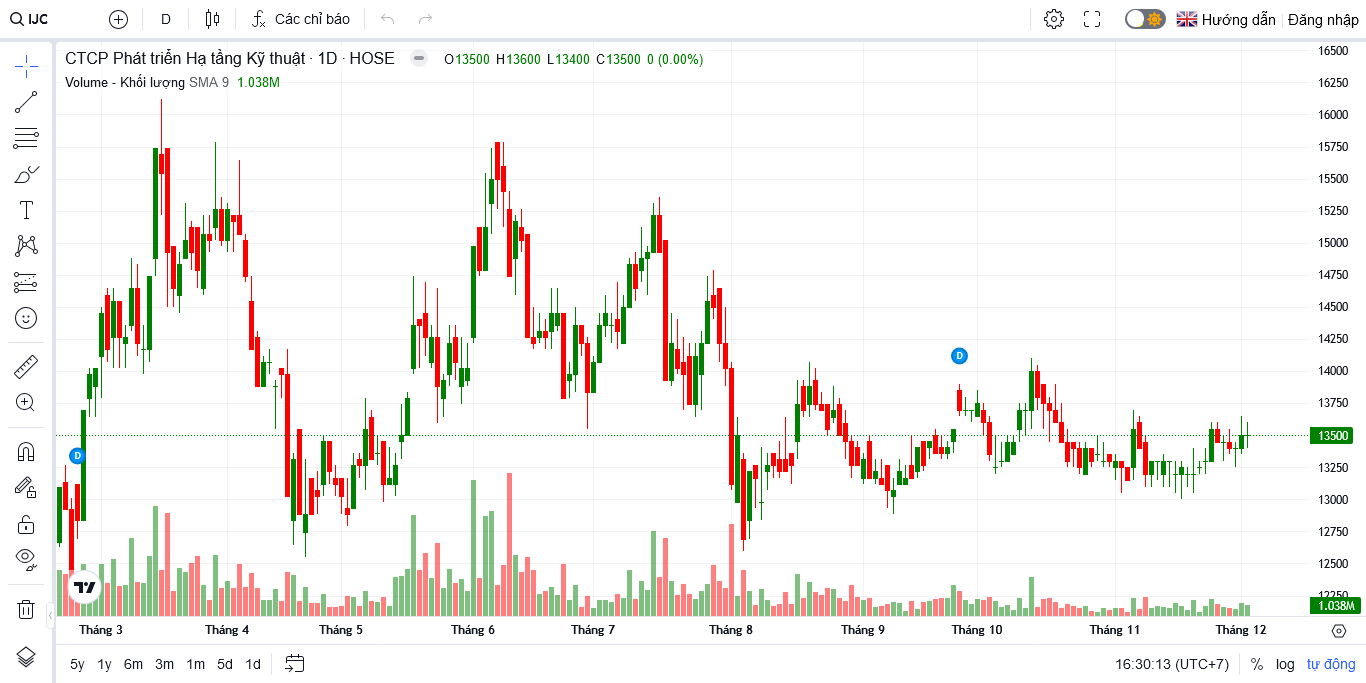 IJC D Các chỉ báo Hướng dẫn Đăng nhập
CTCP Phát triển Hạ tầng Kỹ thuật · 1D · HOSE O13500 H13600 L13400 C13500 0 (0.00%)
Volume - Khối lượng SMA 9 1.038M
16500
16250
16000
15750
15500
15250
15000
14750
14500
14250
14000
13750
13500
13250
13000
12750
12500
12250
1.038M
D
D
Tháng 3 Tháng 4 Tháng 5 Tháng 6 Tháng 7 Tháng 8 Tháng 9 Tháng 10 Tháng 11 Tháng 12
5y 1y 6m 3m 1m 5d 1d 16:30:13 (UTC+7) % log tự động